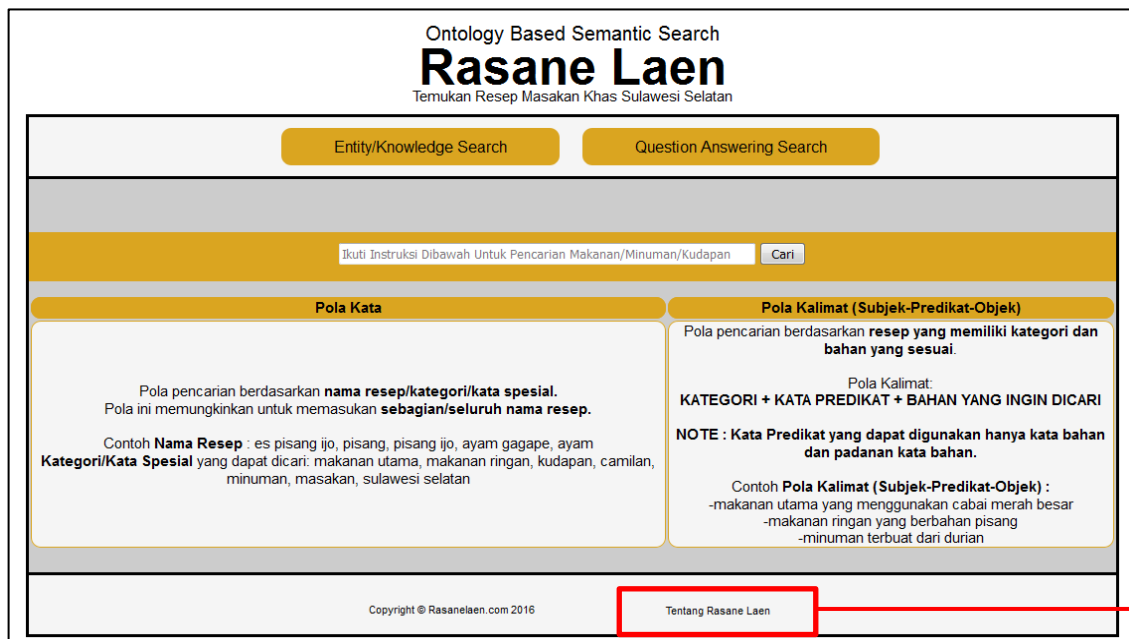 Ontology Based Semantic Search
Rasane Laen
Temukan Resep Masakan Khas Sulawesi Selatan
Entity/Knowledge Search
Question Answering Search
Ikuti Instruksi Dibawah Untuk Pencarian Makanan/Minuman/Kudapan
Cari
Pola Kata
Pola pencarian berdasarkan nama resep/kategori/kata spesial.
Pola ini memungkinkan untuk memasukan sebagian/seluruh nama resep.
Contoh Nama Resep : es pisang ijo, pisang, pisang ijo, ayam gagape, ayam
Kategori/Kata Spesial yang dapat dicari: makanan utama, makanan ringan, kudapan, camilan,
minuman, masakan, sulawesi selatan
Pola Kalimat (Subjek-Predikat-Objek)
Pola pencarian berdasarkan resep yang memiliki kategori dan
bahan yang sesuai.
Pola Kalimat:
KATEGORI + KATA PREDIKAT + BAHAN YANG INGIN DICARI
NOTE : Kata Predikat yang dapat digunakan hanya kata bahan
dan padanan kata bahan.
Contoh Pola Kalimat (Subjek-Predikat-Objek) :
-makanan utama yang menggunakan cabai merah besar
-makanan ringan yang berbahan pisang
-minuman terbuat dari durian
Copyright © Rasanelaen.com 2016
Tentang Rasane Laen